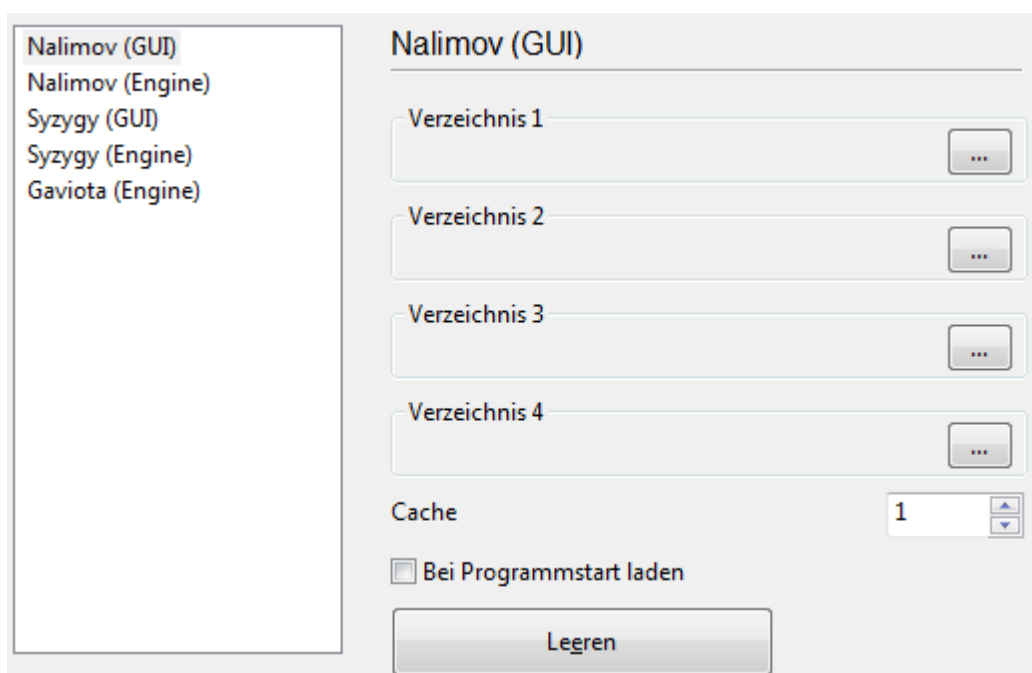 Nalimov (GUI)
Nalimov (Engine)
Syzygy (GUI)
Syzygy (Engine)
Gaviota (Engine)
Nalimov (GUI)
Verzeichnis 1
...
Verzeichnis 2
...
Verzeichnis 3
...
Verzeichnis 4
...
Cache 1
Bei Programmstart laden
Leeren